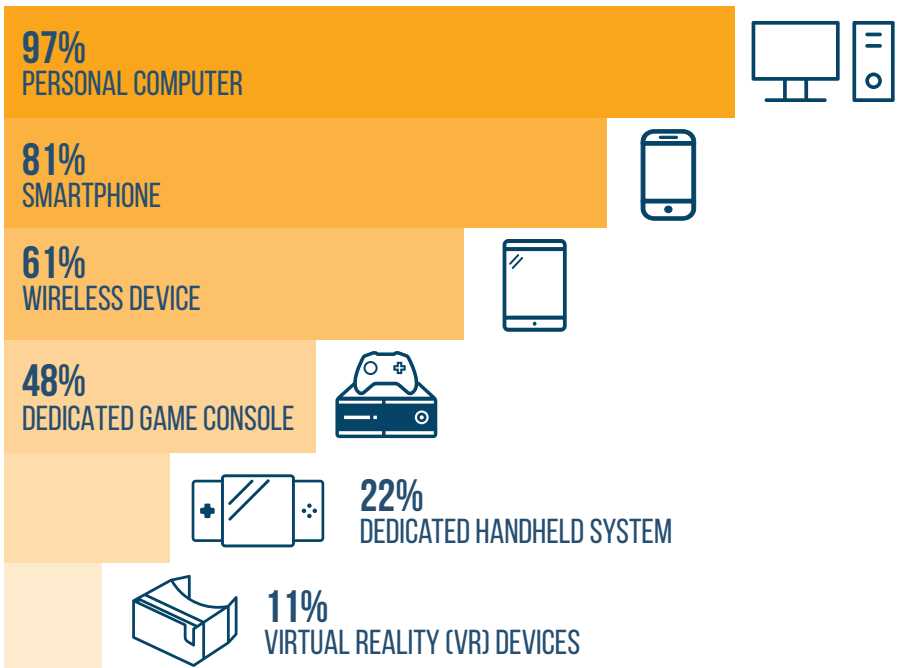 97%
PERSONAL COMPUTER
81%
SMARTPHONE
61%
WIRELESS DEVICE
48%
DEDICATED GAME CONSOLE
22%
DEDICATED HANDHELD SYSTEM
11%
VIRTUAL REALITY (VR) DEVICES